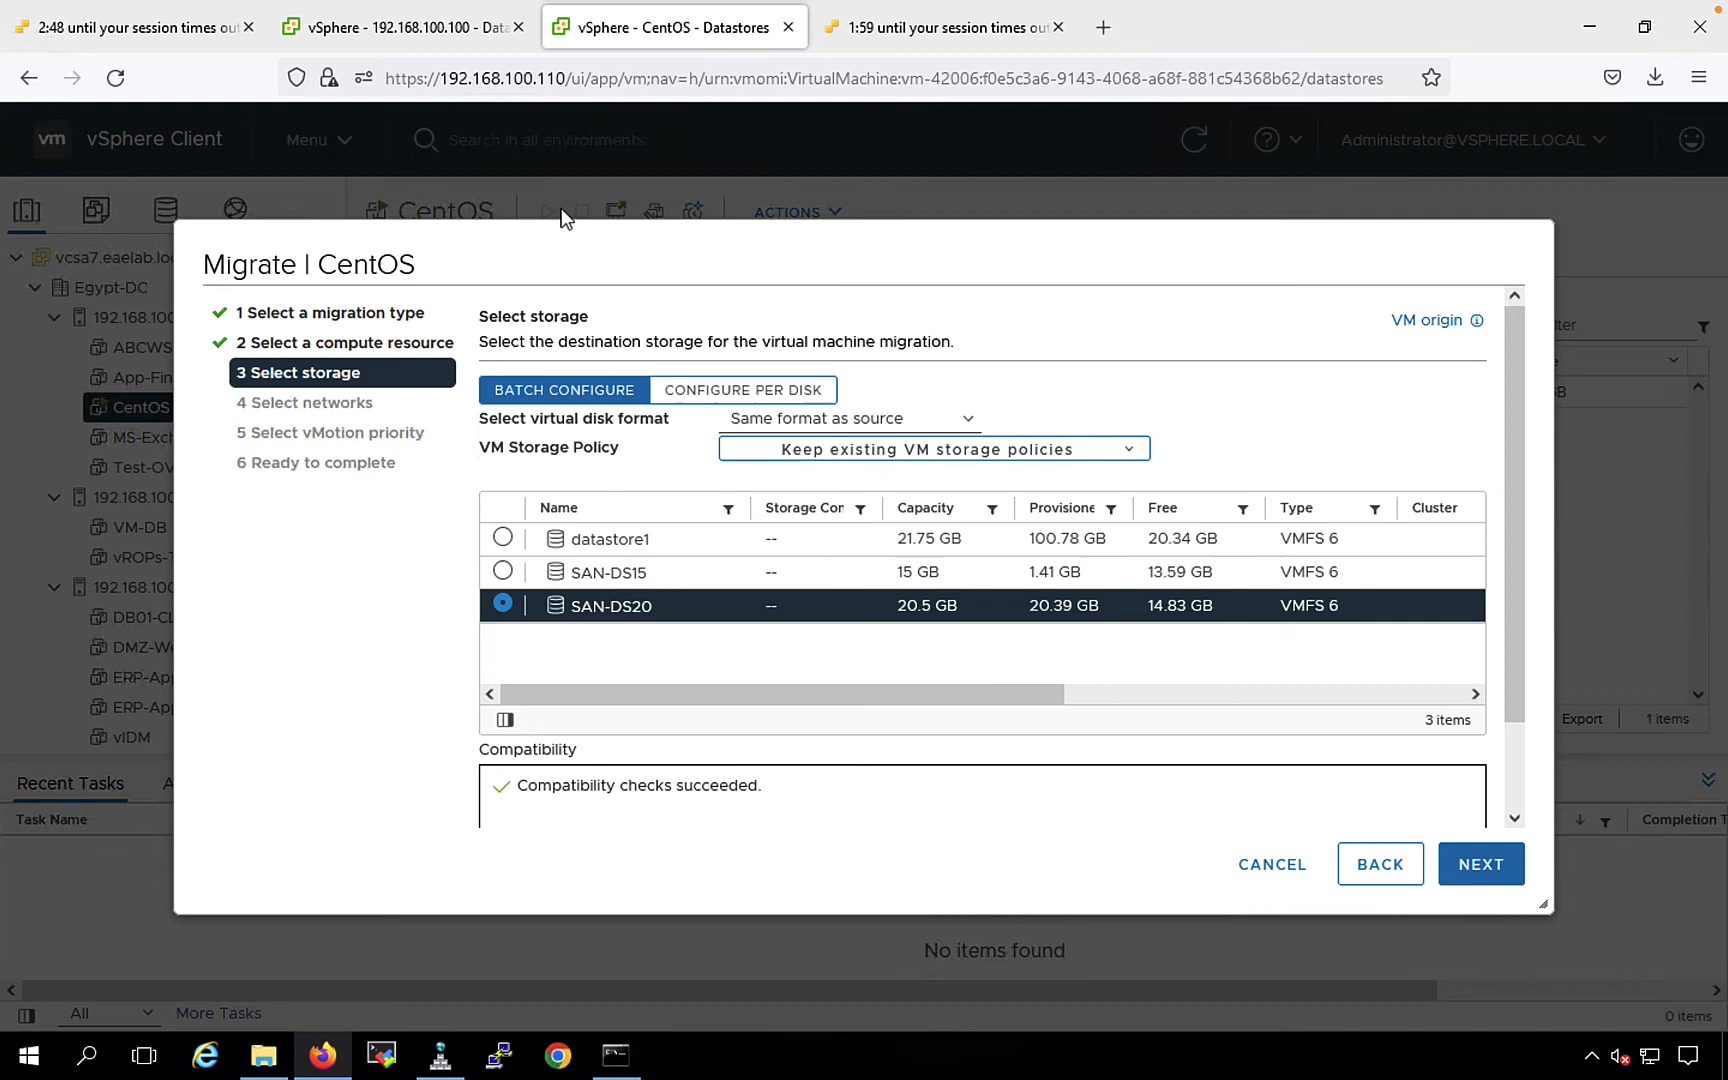 2:48 until your session times out
vSphere - 192.168.100.100 - Dat
vSphere - CentOS - Datastores
1:59 until your session times out
https://192.168.100.110/ui/app/vm;nav=h/urn:vmomi:VirtualMachine:vm-42006:f0e5c3a6-9143-4068-a68f-881c54368b62/datastores
vm vSphere Client
Menu
Search in all environments
Administrator@VSPHERE.LOCAL
CentOS
ACTIONS
vcsa7.eaelab.lo
Egypt-DC
192.168.100
ABCWS
App-Fin
CentOS
MS-Exch
Test-OV
192.168.100
VM-DB
vROPs-
192.168.100
DB01-CL
DMZ-We
ERP-App
ERP-App
vIDM
Migrate | CentOS
1 Select a migration type
2 Select a compute resource
3 Select storage
4 Select networks
5 Select vMotion priority
6 Ready to complete
Select storage
VM origin
Select the destination storage for the virtual machine migration.
BATCH CONFIGURE CONFIGURE PER DISK
Select virtual disk format Same format as source
VM Storage Policy Keep existing VM storage policies
Name Storage Cor Capacity Provisione Free Type Cluster
datastore1 -- 21.75 GB 100.78 GB 20.34 GB VMFS 6
SAN-DS15 -- 15 GB 1.41 GB 13.59 GB VMFS 6
SAN-DS20 -- 20.5 GB 20.39 GB 14.83 GB VMFS 6
3 items
Compatibility
Compatibility checks succeeded.
CANCEL BACK NEXT
lter
e
GB
Export 1 items
Recent Tasks A
Task Name
Completion T
No items found
All More Tasks
0 items